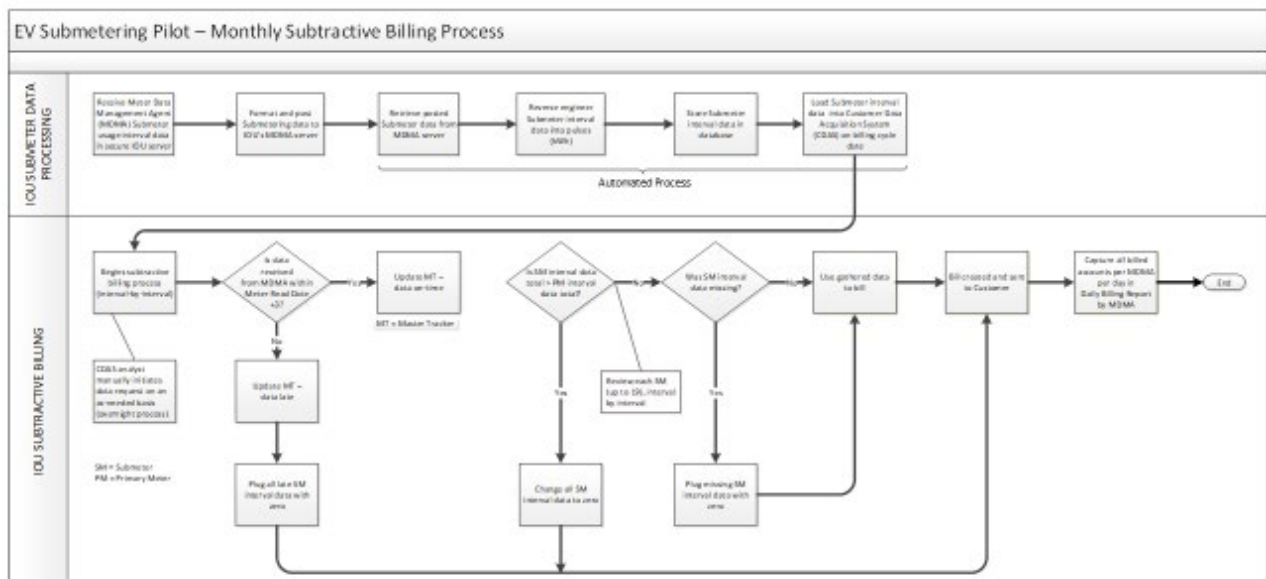 EV Submetering Pilot – Monthly Subtractive Billing Process
IOU SUBMETER DATA
PROCESSING
Receive Meter Data
Management Agent
(MDMA) Submeter
usage interval data
in secure IOU server
Format and post
Submetering data to
IOU's MDMA server
Retrieve posted
Submeter data from
MDMA server
Reverse engineer
Submeter interval
data into pulses
Store Submeter
interval data in
database
Load Submeter interval
data into Customer Data
Acquisition System
(CDAS) on billing cycle
date
Automated Process
IOU SUBTRACTIVE BILLING
Begin subtractive
billing process
(interval-by-interval)
Is data
received
from MDMA within
Meter Read Date
+3?
Yes
Update MT –
data on-time
MT = Master Tracker
Is SM interval data
total > PM interval
data total?
No
Was SM interval
data missing?
No
Use gathered data
to bill
Bill created and sent
to Customer
Capture all billed
accounts per MDMA
per day in
Daily Billing Report
by MDMA
End
No
CDAS analyst
manually initiates
data request on an
as-needed basis
(overnight process)
Update MT –
data late
Yes
Review each SM
(up to 19), interval
by interval
Yes
SM = Submeter
PM = Primary Meter
Plug all late SM
interval data with
zero
Change all SM
interval data to zero
Plug missing SM
interval data with
zero